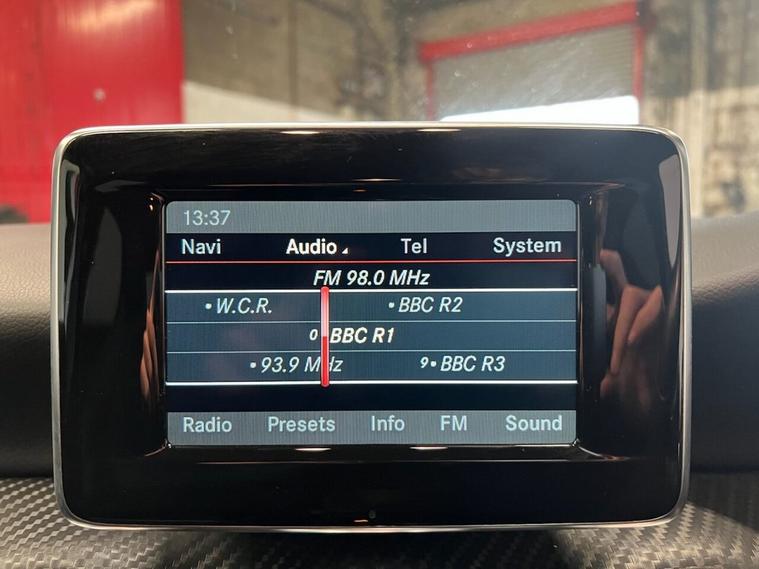 13:37
Navi Audio Tel System
FM 98.0 MHz
•W.C.R. •BBC R2
0 BBC R1
•93.9 MHz 9•BBC R3
Radio Presets Info FM Sound